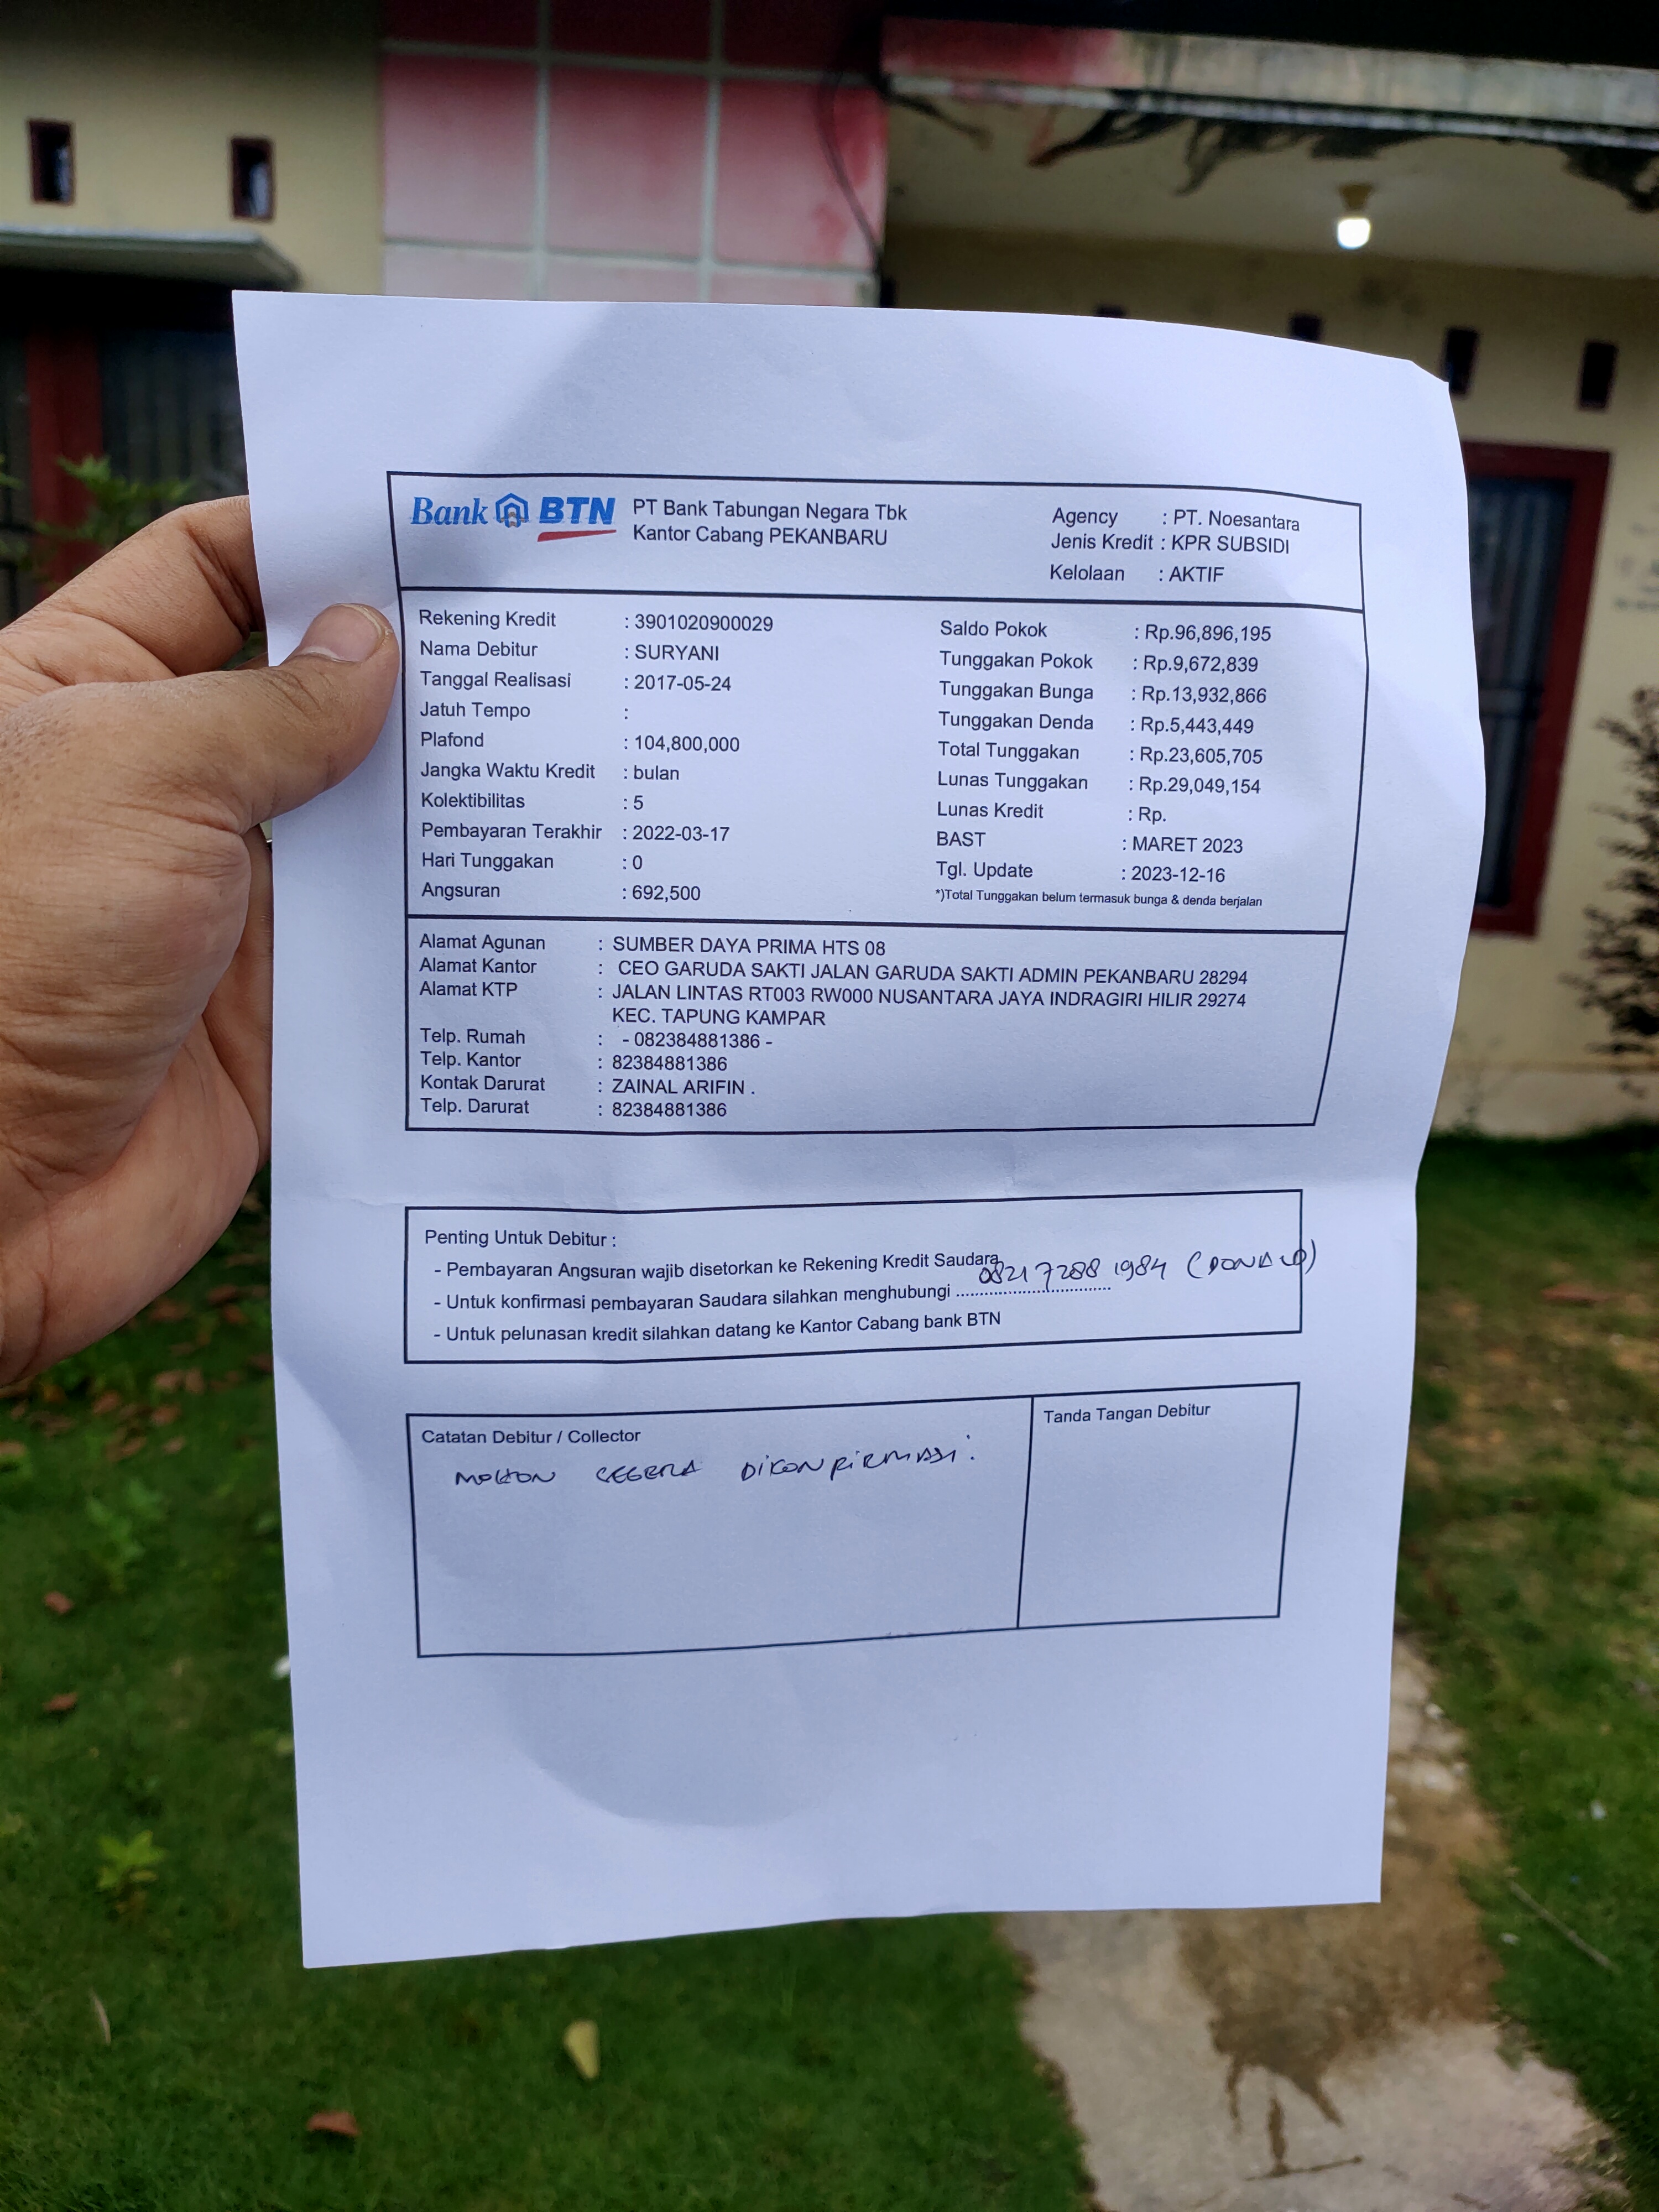 Bank BTN PT Bank Tabungan Negara Tbk
Kantor Cabang PEKANBARU
Agency : PT. Noesantara
Jenis Kredit : KPR SUBSIDI
Kelolaan : AKTIF
Rekening Kredit : 3901020900029
Nama Debitur : SURYANI
Tanggal Realisasi : 2017-05-24
Jatuh Tempo :
Plafond : 104,800,000
Jangka Waktu Kredit : bulan
Kolektibilitas : 5
Pembayaran Terakhir : 2022-03-17
Hari Tunggakan : 0
Angsuran : 692,500
Saldo Pokok : Rp.96,896,195
Tunggakan Pokok : Rp.9,672,839
Tunggakan Bunga : Rp.13,932,866
Tunggakan Denda : Rp.5,443,449
Total Tunggakan : Rp.23,605,705
Lunas Tunggakan : Rp.29,049,154
Lunas Kredit : Rp.
BAST : MARET 2023
Tgl. Update : 2023-12-16
*)Total Tunggakan belum termasuk bunga & denda berjalan
Alamat Agunan : SUMBER DAYA PRIMA HTS 08
Alamat Kantor : CEO GARUDA SAKTI JALAN GARUDA SAKTI ADMIN PEKANBARU 28294
Alamat KTP : JALAN LINTAS RT003 RW000 NUSANTARA JAYA INDRAGIRI HILIR 29274
KEC. TAPUNG KAMPAR
Telp. Rumah : - 082384881386 -
Telp. Kantor : 82384881386
Kontak Darurat : ZAINAL ARIFIN .
Telp. Darurat : 82384881386
Penting Untuk Debitur :
- Pembayaran Angsuran wajib disetorkan ke Rekening Kredit Saudara
- Untuk konfirmasi pembayaran Saudara silahkan menghubungi .................. 0821 7288 1984 (DONALD)
- Untuk pelunasan kredit silahkan datang ke Kantor Cabang bank BTN
Catatan Debitur / Collector
MOHON SEGERA DIKONFIRMASI.
Tanda Tangan Debitur